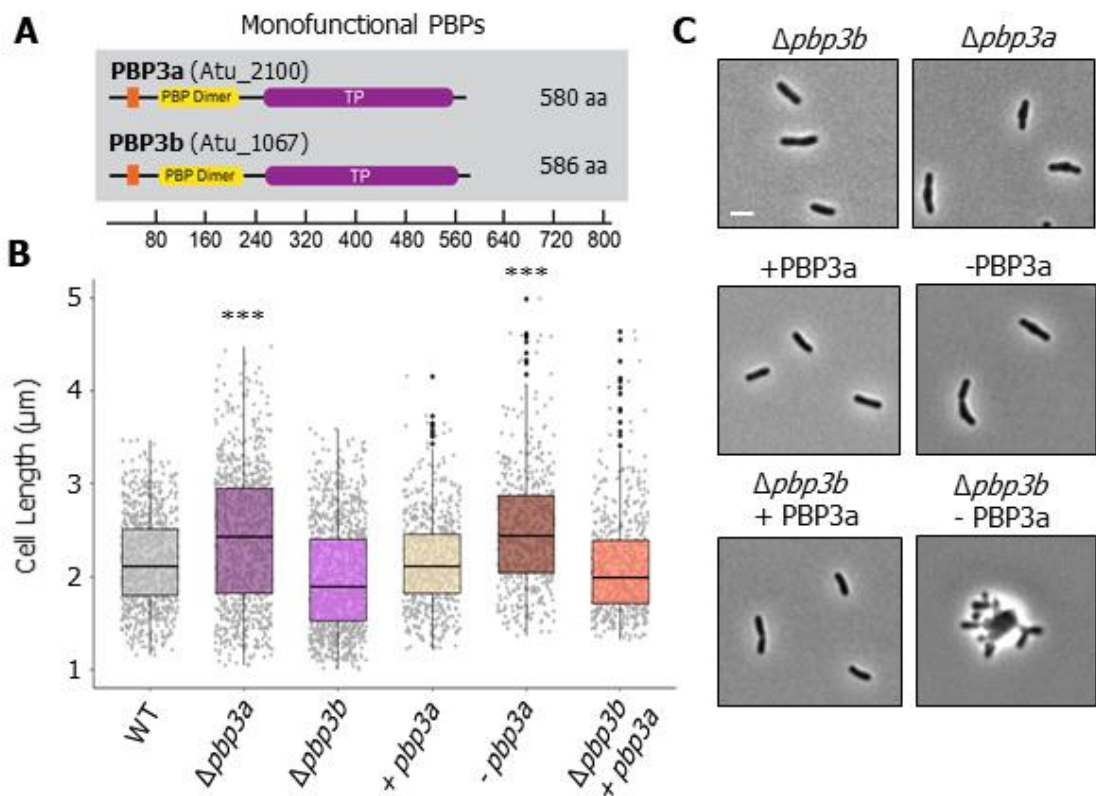 A
Monofunctional PBPs
PBP3a (Atu_2100)
PBP Dimer
TP
580 aa
PBP3b (Atu_1067)
PBP Dimer
TP
586 aa
80 160 240 320 400 480 560 640 720 800
B
Cell Length (µm)
5
4
3
2
1
***
***
WT
Δpbp3a
Δpbp3b
+ pbp3a
- pbp3a
Δpbp3b
+ pbp3a
C
Δpbp3b
Δpbp3a
+PBP3a
-PBP3a
Δpbp3b
+ PBP3a
Δpbp3b
- PBP3a